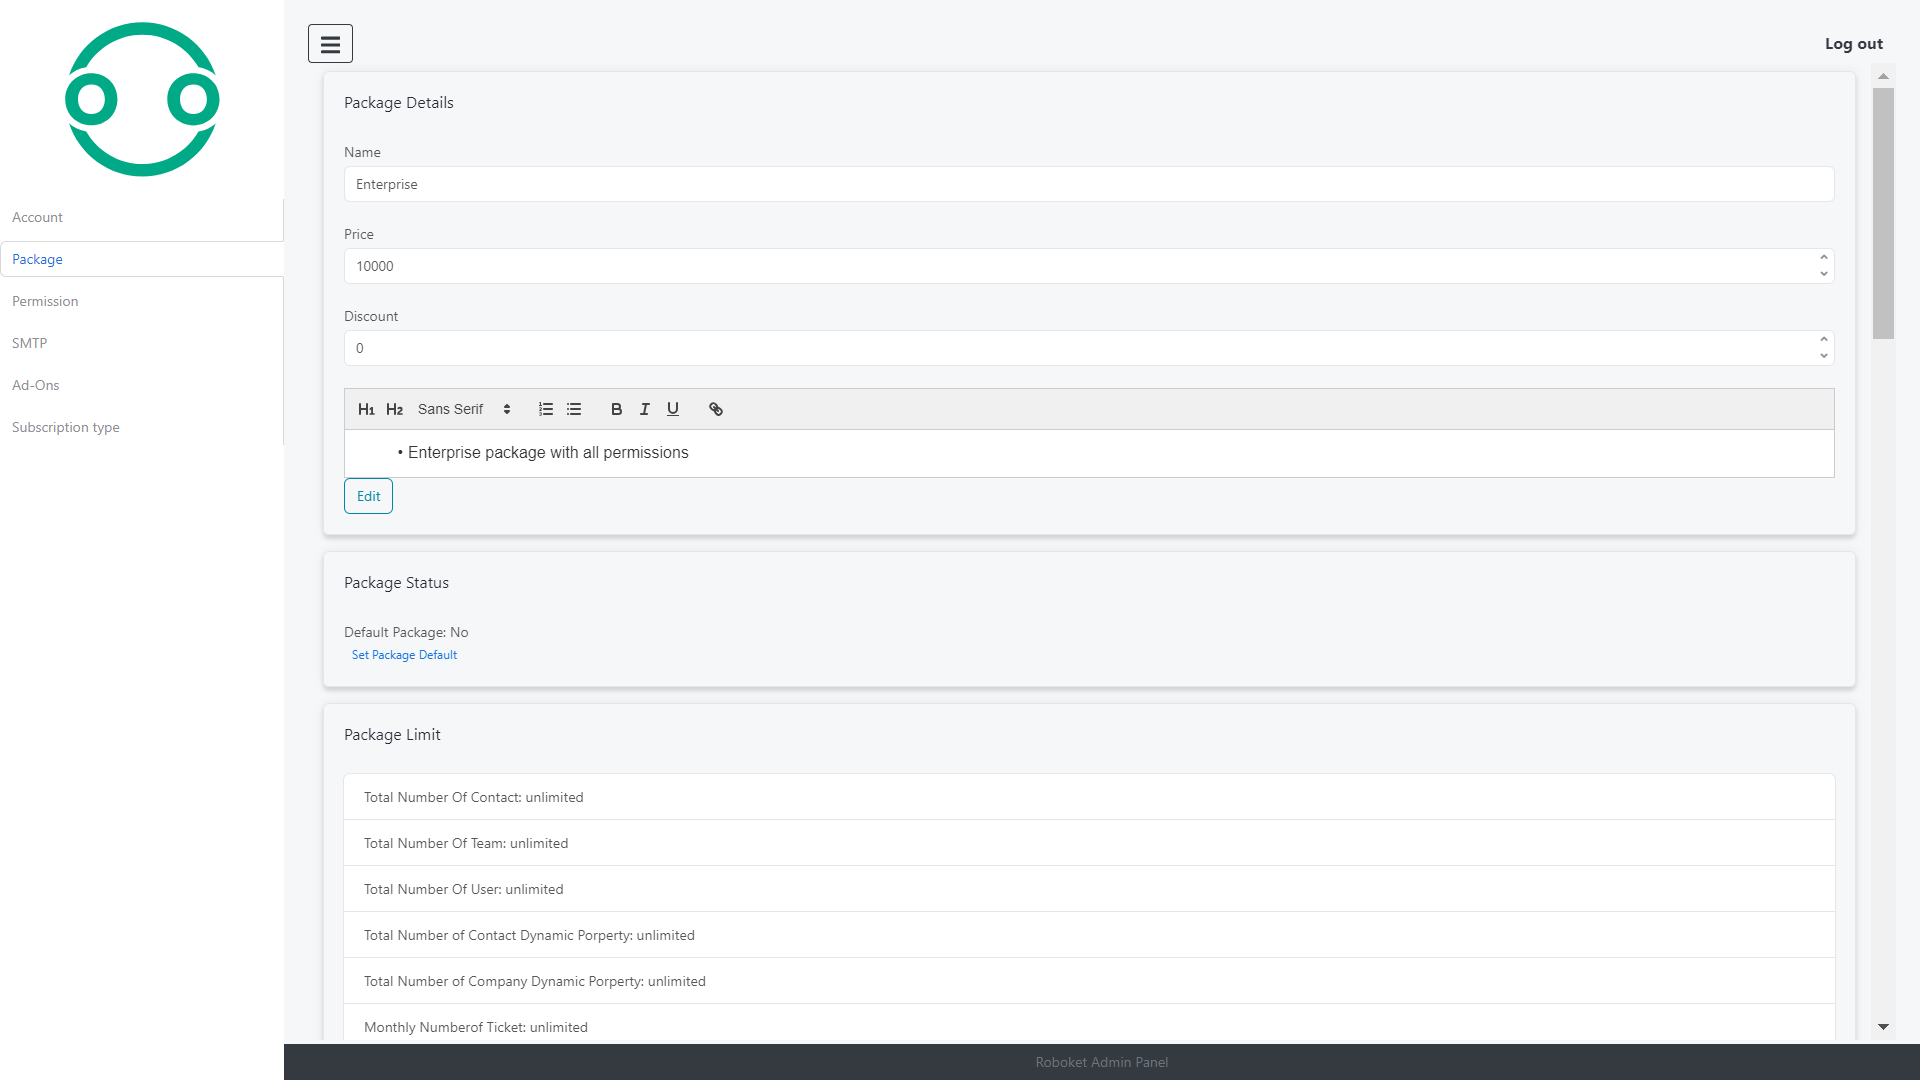 Log out
Account
Package
Permission
SMTP
Ad-Ons
Subscription type
Package Details
Name
Enterprise
Price
10000
Discount
0
H1 H2 Sans Serif B I U
• Enterprise package with all permissions
Edit
Package Status
Default Package: No
Set Package Default
Package Limit
Total Number Of Contact: unlimited
Total Number Of Team: unlimited
Total Number Of User: unlimited
Total Number of Contact Dynamic Porperty: unlimited
Total Number of Company Dynamic Porperty: unlimited
Monthly Numberof Ticket: unlimited
Roboket Admin Panel